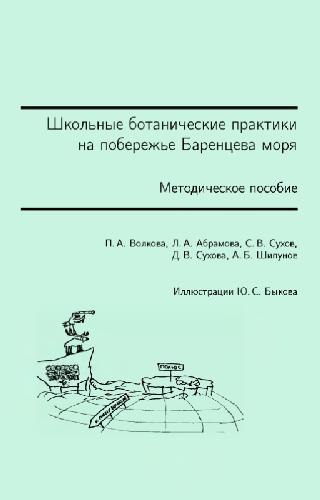 Школьные ботанические практики
на побережье Баренцева моря
Методическое пособие
П. А. Волкова, Л. А. Абрамова, С. В. Сухов,
Д. В. Сухова, А. Б. Шипунов
Иллюстрации Ю. С. Быкова